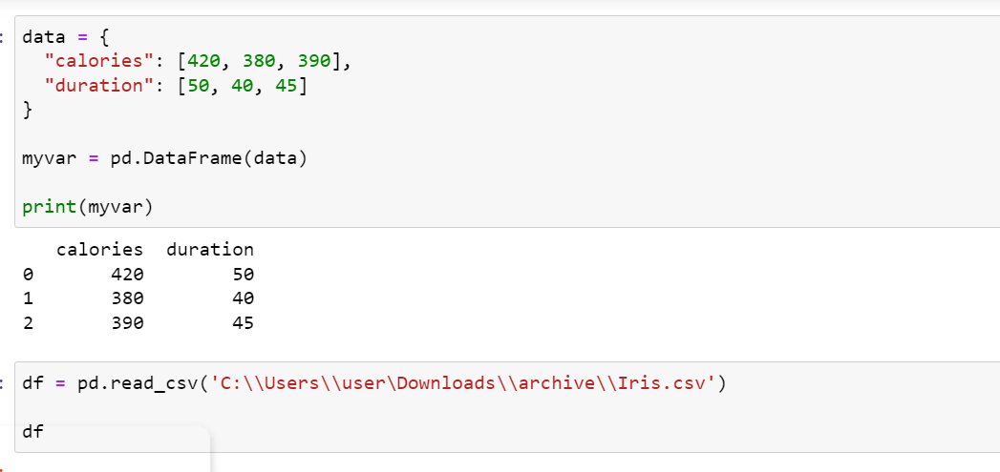 data = {
  "calories": [420, 380, 390],
  "duration": [50, 40, 45]
}
myvar = pd.DataFrame(data)
print(myvar)
   calories  duration
0       420        50
1       380        40
2       390        45
df = pd.read_csv('C:\\Users\\user\Downloads\\archive\\Iris.csv')
df